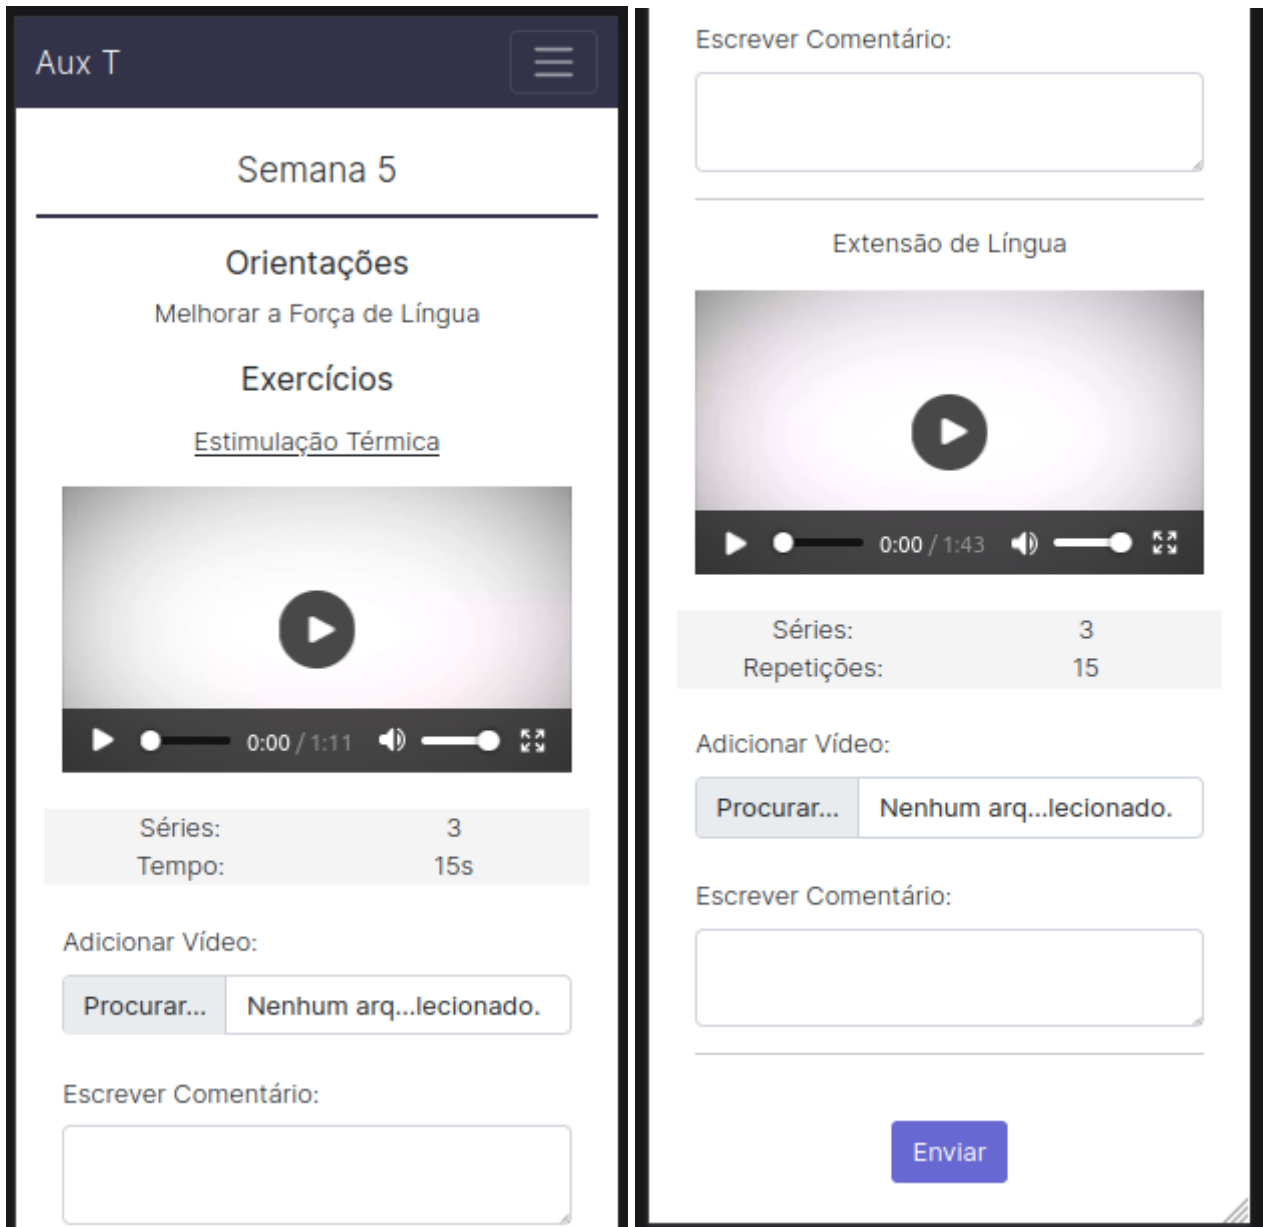 Aux T
Semana 5
Orientações
Melhorar a Força de Língua
Exercícios
Estimulação Térmica
0:00 / 1:11
Séries: 3
Tempo: 15s
Adicionar Vídeo:
Procurar... Nenhum arq...lecionado.
Escrever Comentário:
Escrever Comentário:
Extensão de Língua
0:00 / 1:43
Séries: 3
Repetições: 15
Adicionar Vídeo:
Procurar... Nenhum arq...lecionado.
Escrever Comentário:
Enviar